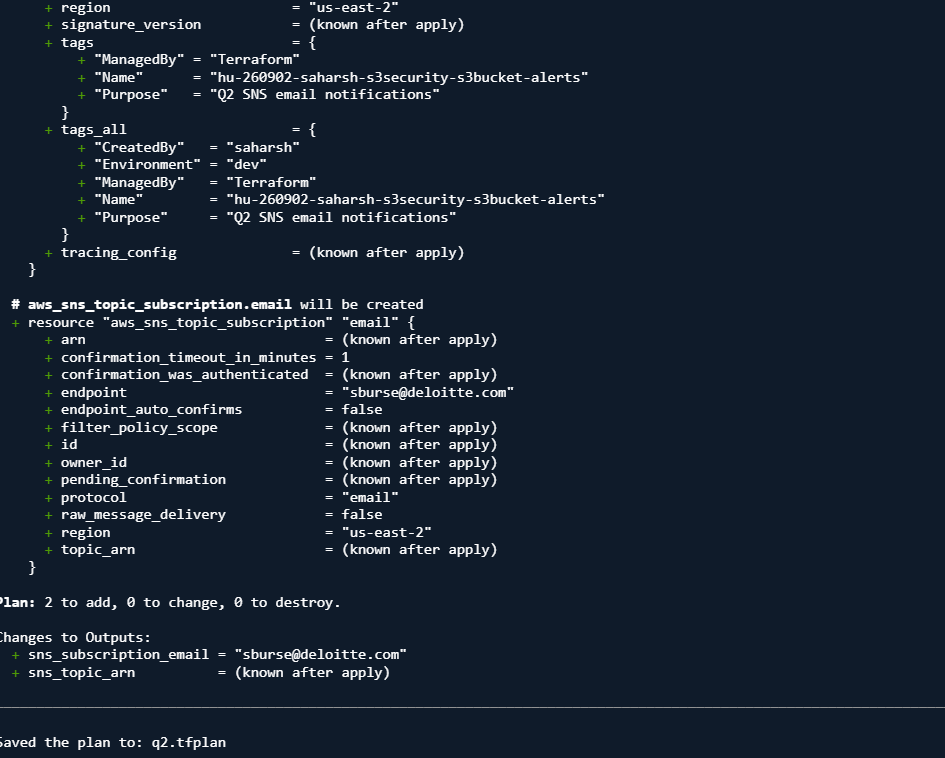 + region                      = "us-east-2"
+ signature_version           = (known after apply)
+ tags                        = {
+ "ManagedBy" = "Terraform"
+ "Name"      = "hu-260902-saharsh-s3security-s3bucket-alerts"
+ "Purpose"   = "Q2 SNS email notifications"
}
+ tags_all                    = {
+ "CreatedBy"   = "saharsh"
+ "Environment" = "dev"
+ "ManagedBy"   = "Terraform"
+ "Name"        = "hu-260902-saharsh-s3security-s3bucket-alerts"
+ "Purpose"     = "Q2 SNS email notifications"
}
+ tracing_config              = (known after apply)
}
# aws_sns_topic_subscription.email will be created
+ resource "aws_sns_topic_subscription" "email" {
+ arn                             = (known after apply)
+ confirmation_timeout_in_minutes = 1
+ confirmation_was_authenticated  = (known after apply)
+ endpoint                        = "sburse@deloitte.com"
+ endpoint_auto_confirms          = false
+ filter_policy_scope             = (known after apply)
+ id                              = (known after apply)
+ owner_id                        = (known after apply)
+ pending_confirmation            = (known after apply)
+ protocol                        = "email"
+ raw_message_delivery            = false
+ region                          = "us-east-2"
+ topic_arn                       = (known after apply)
}
Plan: 2 to add, 0 to change, 0 to destroy.
Changes to Outputs:
+ sns_subscription_email = "sburse@deloitte.com"
+ sns_topic_arn          = (known after apply)
Saved the plan to: q2.tfplan